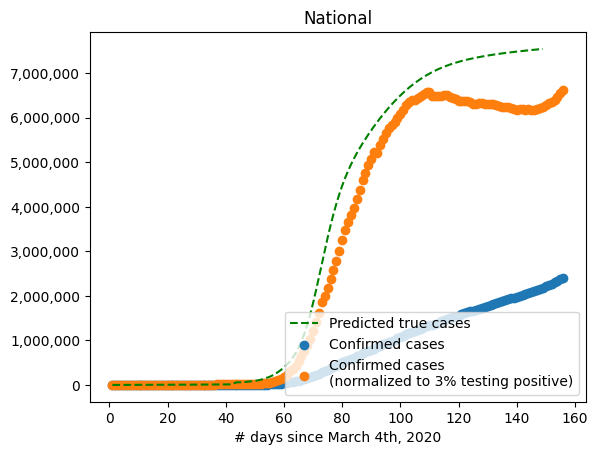 National
7,000,000
6,000,000
5,000,000
4,000,000
3,000,000
2,000,000
1,000,000
0
Predicted true cases
Confirmed cases
Confirmed cases
(normalized to 3% testing positive)
0 20 40 60 80 100 120 140 160
# days since March 4th, 2020